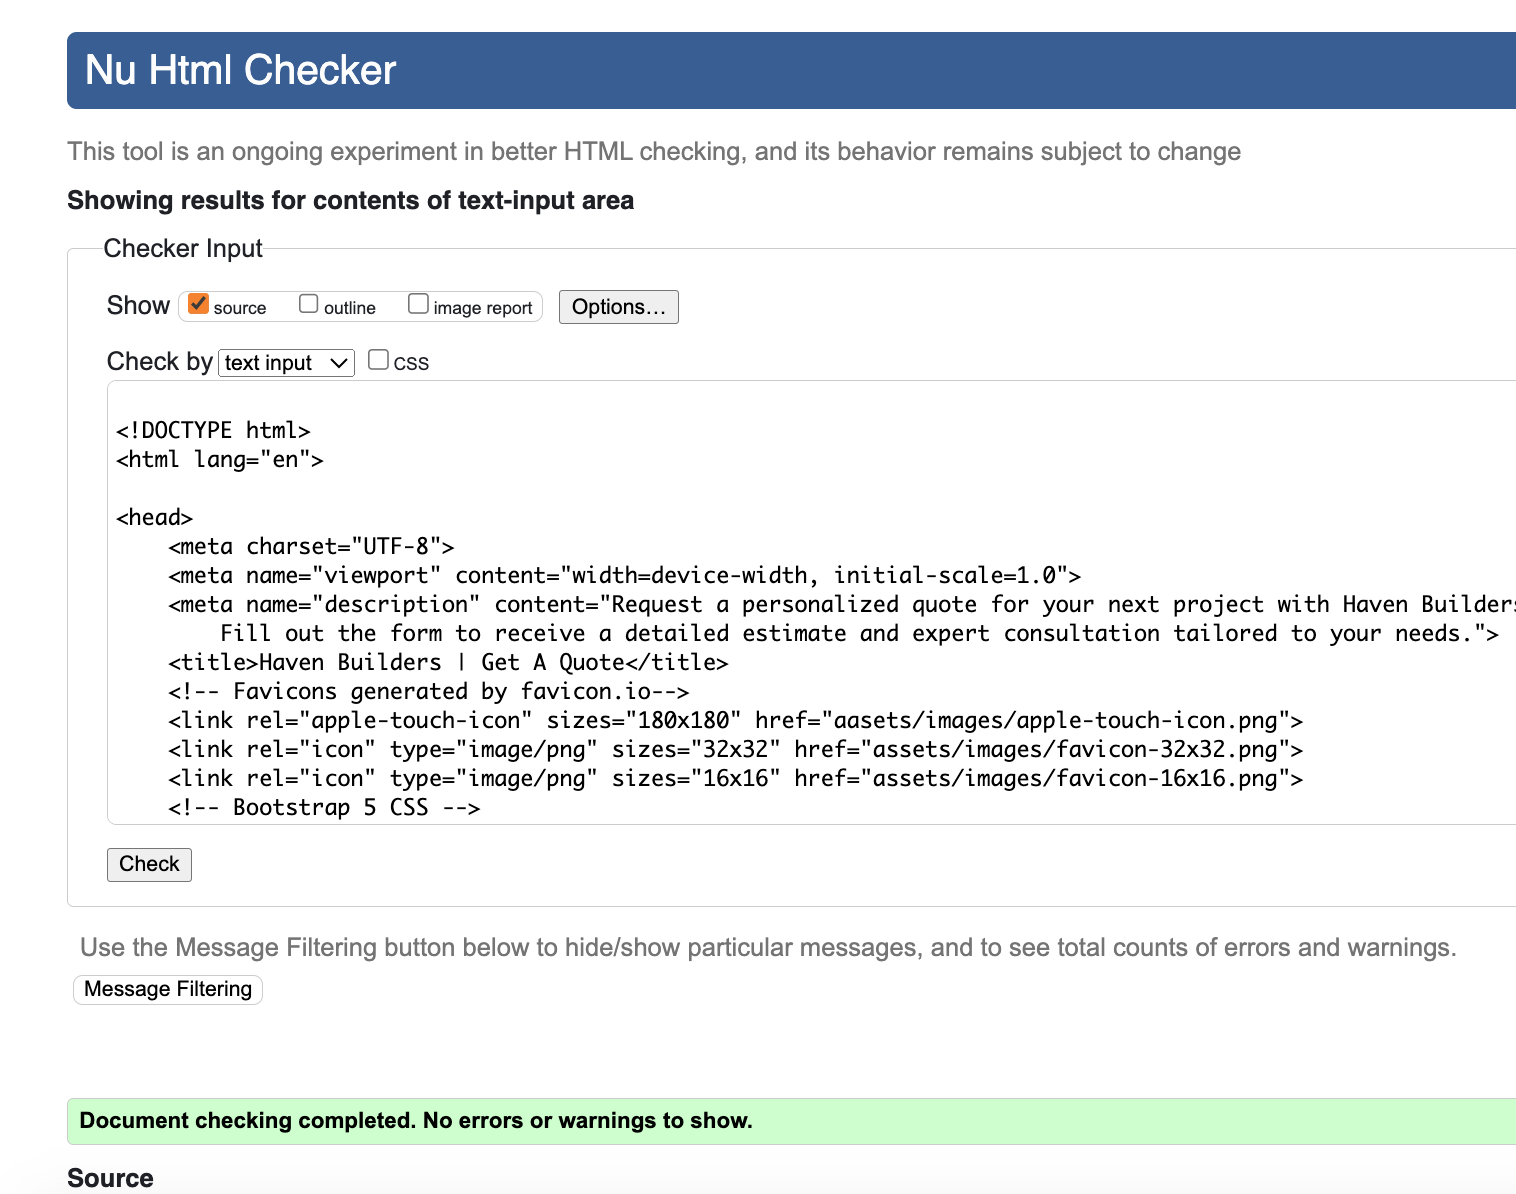 Nu Html Checker
This tool is an ongoing experiment in better HTML checking, and its behavior remains subject to change
Showing results for contents of text-input area
Checker Input
Show source outline image report Options...
Check by text input CSS
<!DOCTYPE html>
<html lang="en">
<head>
<meta charset="UTF-8">
<meta name="viewport" content="width=device-width, initial-scale=1.0">
<meta name="description" content="Request a personalized quote for your next project with Haven Builders
Fill out the form to receive a detailed estimate and expert consultation tailored to your needs.">
<title>Haven Builders | Get A Quote</title>
<!-- Favicons generated by favicon.io-->
<link rel="apple-touch-icon" sizes="180x180" href="aasets/images/apple-touch-icon.png">
<link rel="icon" type="image/png" sizes="32x32" href="assets/images/favicon-32x32.png">
<link rel="icon" type="image/png" sizes="16x16" href="assets/images/favicon-16x16.png">
<!-- Bootstrap 5 CSS -->
Check
Use the Message Filtering button below to hide/show particular messages, and to see total counts of errors and warnings.
Message Filtering
Document checking completed. No errors or warnings to show.
Source